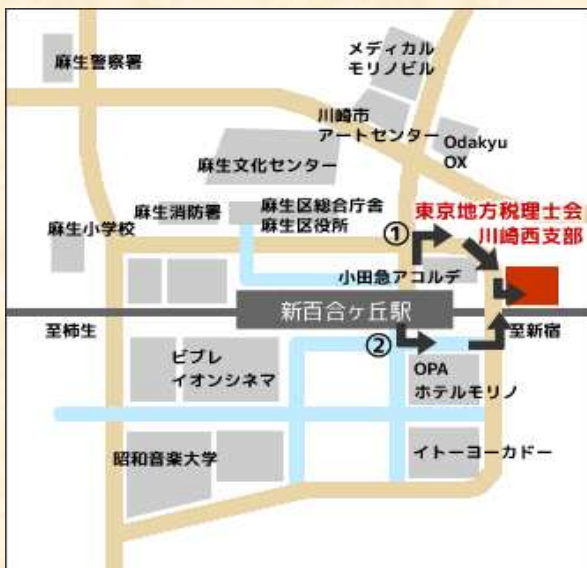 麻生警察署
メディカル
モリノビル
川崎市
アートセンター
Odakyu
OX
麻生文化センター
麻生消防署
麻生区総合庁舎
麻生区役所
麻生小学校
①
東京地方税理士会
川崎西支部
小田急アコルデ
新百合ヶ丘駅
至柿生
至新宿
②
ビブレ
イオンシネマ
OPA
ホテルモリノ
昭和音楽大学
イトーヨーカドー